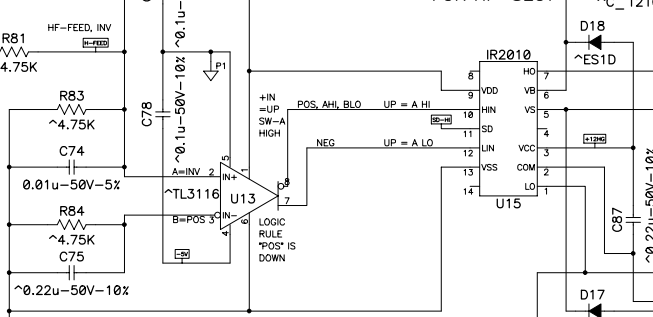 HF-FEED, INV
H-FEED
R81
4.75K
R83
^4.75K
C74
0.01u-50V-5%
R84
^4.75K
C75
^0.22u-50V-10%
C78
^0.1u-50V-10%
^0.1u-
P1
+IN
=UP
SW-A
HIGH
POS, AHI, BLO
UP = A HI
NEG
UP = A LO
SD-HI
A=INV
2
IN+
5
1
^TL3116
U13
8
7
B=POS
3
IN-
4
6
-5V
LOGIC
RULE
"POS" IS
DOWN
IR2010
8
9
VDD
10
HIN
11
SD
12
LIN
13
VSS
14
HO
7
VB
6
VS
5
4
VCC
3
COM
2
LO
1
U15
D18
^ES1D
+12HG
C87
^0.22u-50V-10%
D17